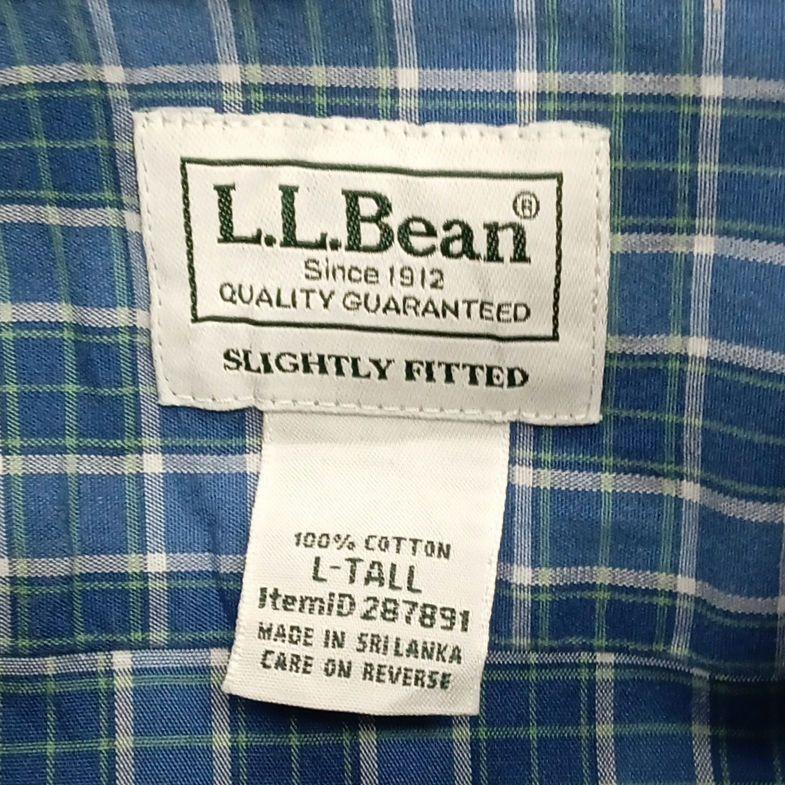 L.L.Bean®
Since 1912
QUALITY GUARANTEED
SLIGHTLY FITTED
100% COTTON
L-TALL
ItemID 287891
MADE IN SRI LANKA
CARE ON REVERSE